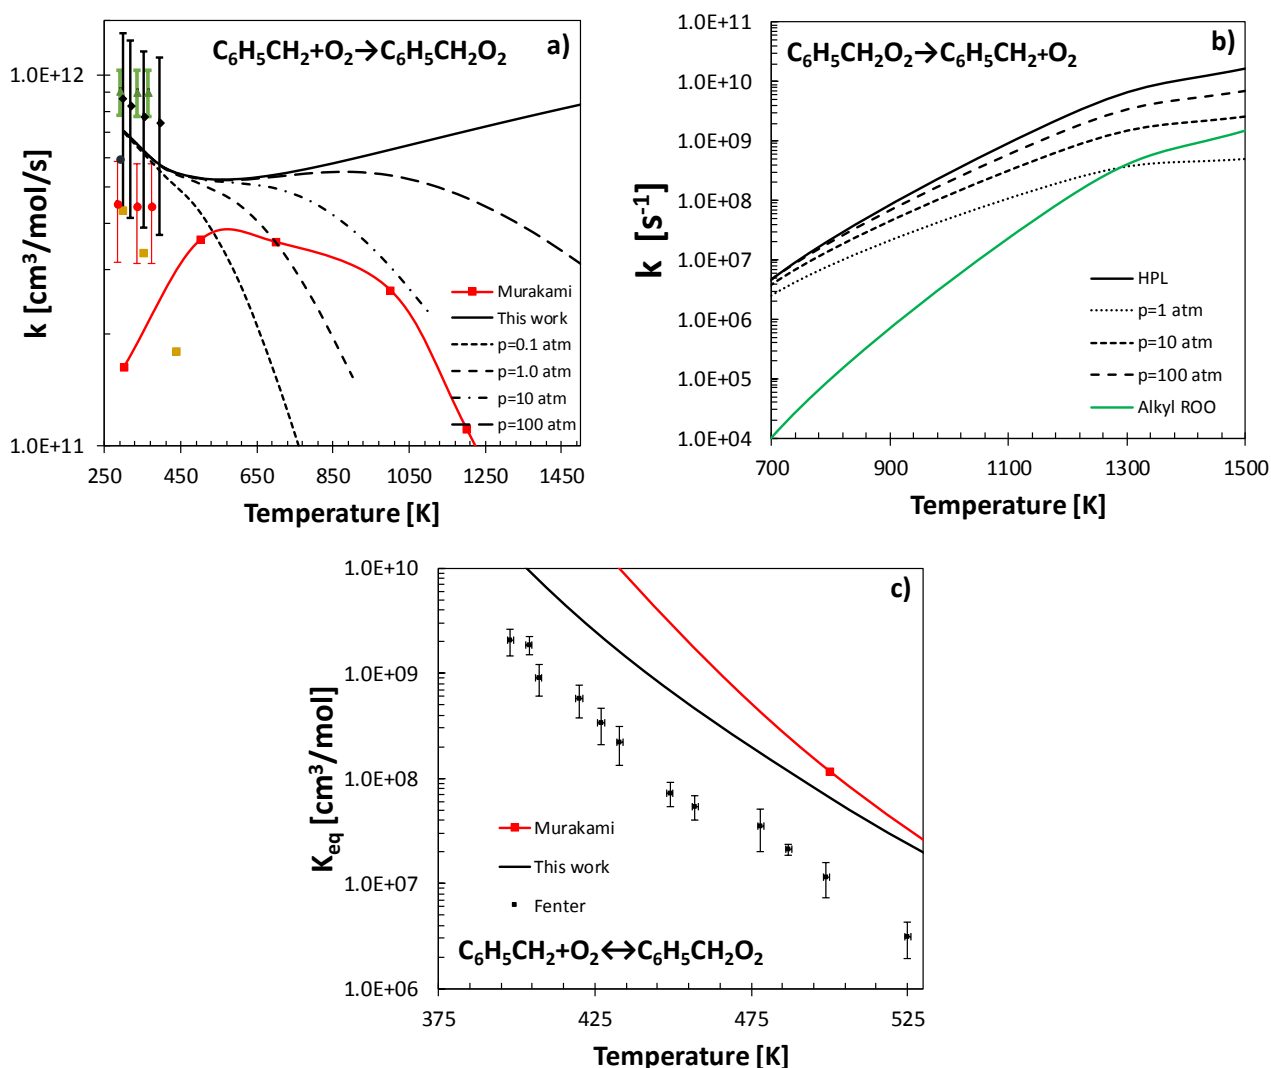 C₆H₅CH₂+O₂→C₆H₅CH₂O₂
a)
1.0E+12
1.0E+11
k [cm³/mol/s]
Murakami
This work
p=0.1 atm
p=1.0 atm
p=10 atm
p=100 atm
250 450 650 850 1050 1250 1450
Temperature [K]
C₆H₅CH₂O₂→C₆H₅CH₂+O₂
b)
1.0E+11
1.0E+10
1.0E+09
1.0E+08
1.0E+07
1.0E+06
1.0E+05
1.0E+04
k [s⁻¹]
HPL
p=1 atm
p=10 atm
p=100 atm
Alkyl ROO
700 900 1100 1300 1500
Temperature [K]
c)
1.0E+10
1.0E+09
1.0E+08
1.0E+07
1.0E+06
Keq [cm³/mol]
Murakami
This work
Fenter
C₆H₅CH₂+O₂↔C₆H₅CH₂O₂
375 425 475 525
Temperature [K]